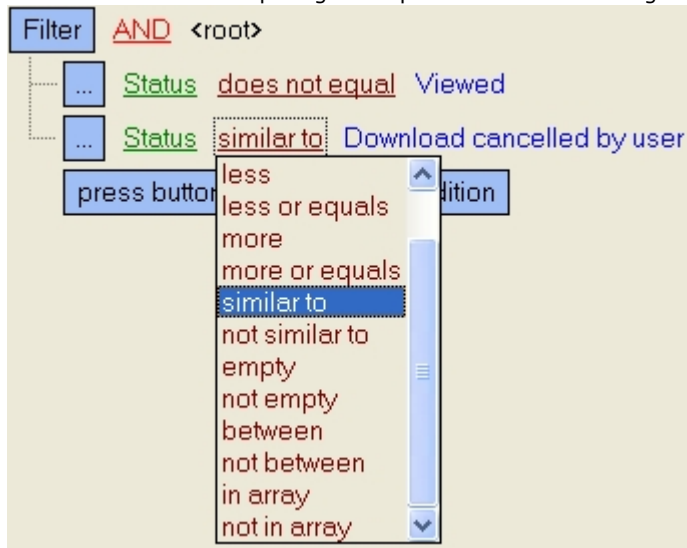 Filter AND <root>
... Status does not equal Viewed
... Status similar to Download cancelled by user
press button dition
less
less or equals
more
more or equals
similar to
not similar to
empty
not empty
between
not between
in array
not in array